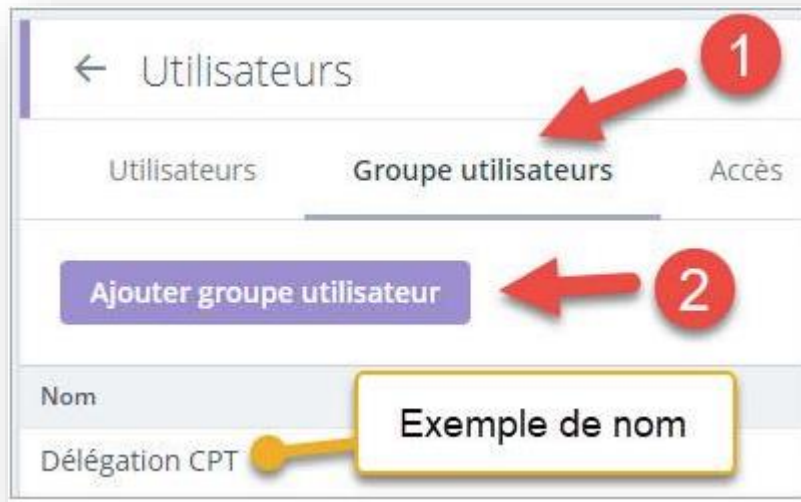 ← Utilisateurs
1
Utilisateurs Groupe utilisateurs Accès
Ajouter groupe utilisateur
2
Nom
Exemple de nom
Délégation CPT